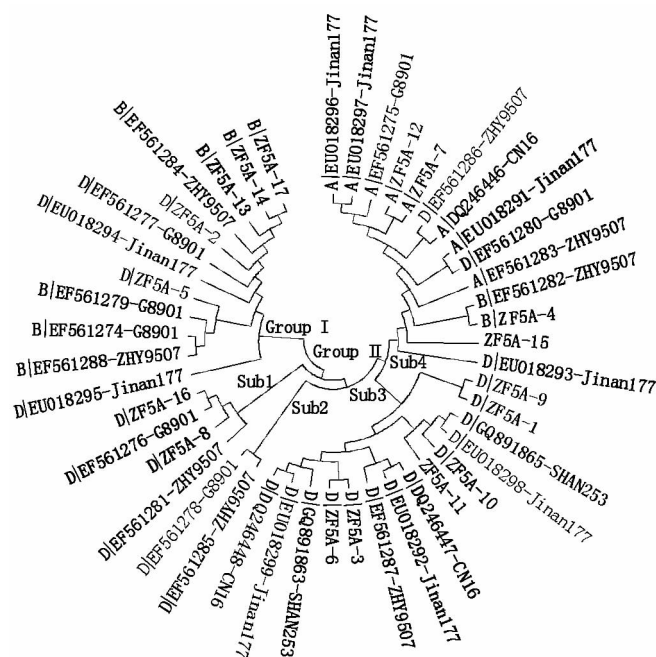 A|EU018296-Jinan177
A|EU018297-Jinan177
A|EF561275-G8901
A|ZF5A-12
A|ZF5A-7
D|EF561286-ZHY9507
A|DQ246446-CN16
A|EU018291-Jinan177
D|EF561280-G8901
A|EF561283-ZHY9507
B|EF561282-ZHY9507
B|ZF5A-4
ZF5A-15
D|EU018293-Jinan177
D|ZF5A-9
D|ZF5A-1
D|GQ891865-SHAN253
D|EU018298-Jinan177
D|ZF5A-10
ZF5A-11
D|DQ246447-CN16
D|EU018292-Jinan177
D|EF561287-ZHY9507
D|ZF5A-3
D|ZF5A-6
D|GQ891863-SHAN253
D|EU018299-Jinan177
D|DQ246448-CN16
D|EF561285-ZHY9507
D|EF561278-G8901
D|EF561281-ZHY9507
D|ZF5A-8
D|EF561276-G8901
D|ZF5A-16
D|EU018295-Jinan177
B|EF561288-ZHY9507
B|EF561274-G8901
B|EF561279-G8901
D|ZF5A-5
D|EU018294-Jinan177
D|EF561277-G8901
D|ZF5A-2
B|EF561284-ZHY9507
B|ZF5A-13
B|ZF5A-14
B|ZF5A-17
Group I
Group II
Sub1
Sub2
Sub3
Sub4